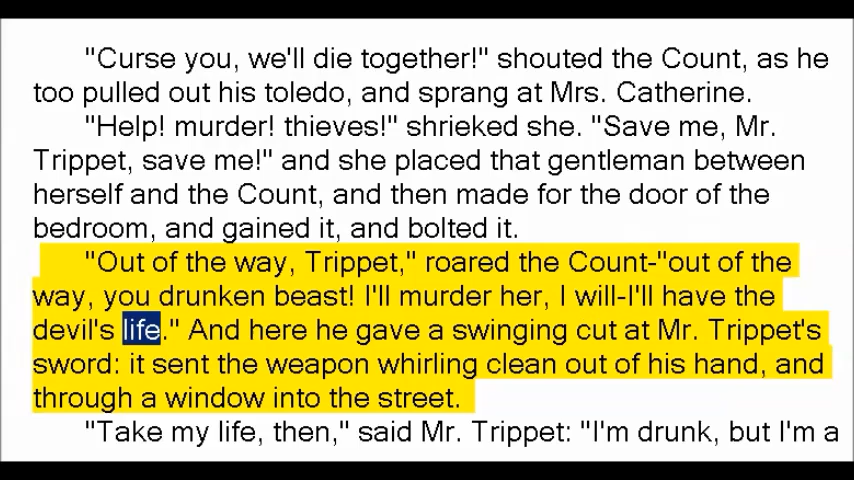 "Curse you, we'll die together!" shouted the Count, as he
too pulled out his toledo, and sprang at Mrs. Catherine.
"Help! murder! thieves!" shrieked she. "Save me, Mr.
Trippet, save me!" and she placed that gentleman between
herself and the Count, and then made for the door of the
bedroom, and gained it, and bolted it.
"Out of the way, Trippet," roared the Count-"out of the
way, you drunken beast! I'll murder her, I will-I'll have the
devil's life." And here he gave a swinging cut at Mr. Trippet's
sword: it sent the weapon whirling clean out of his hand, and
through a window into the street.
"Take my life, then," said Mr. Trippet: "I'm drunk, but I'm a